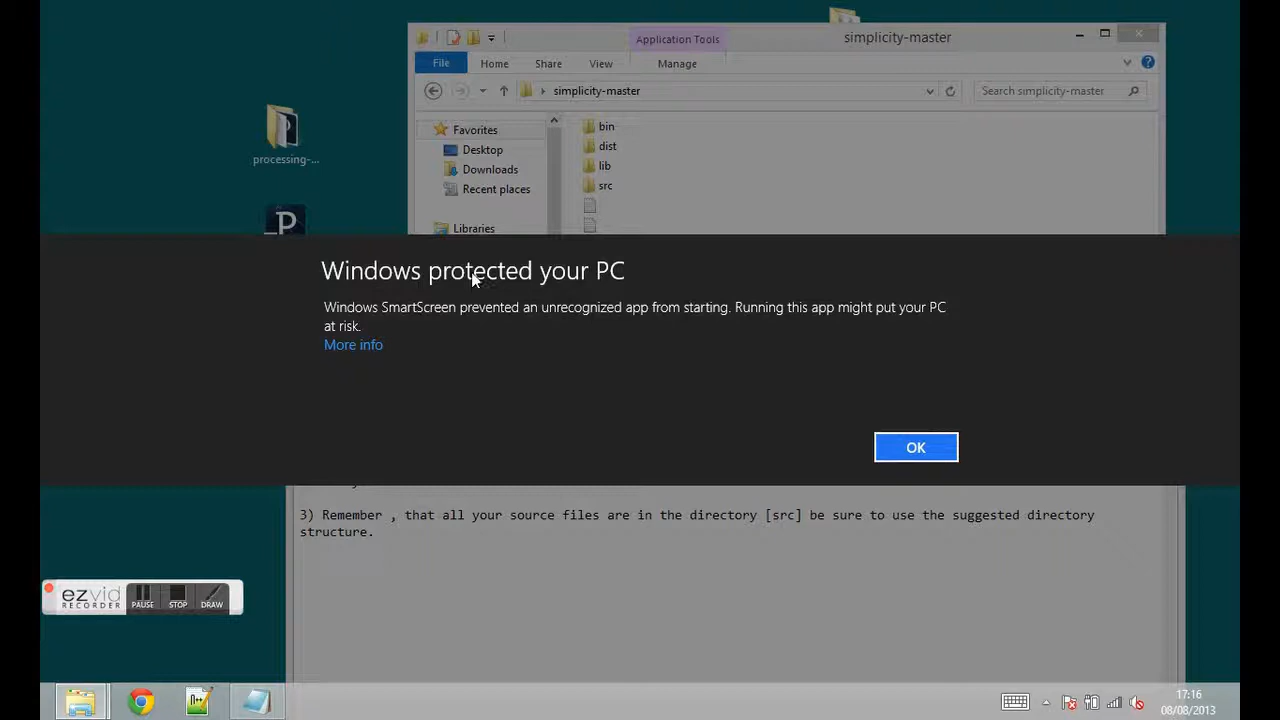 Application Tools
simplicity-master
File Home Share View Manage
simplicity-master
Search simplicity-master
processing-...
Favorites
Desktop
Downloads
Recent places
Libraries
bin
dist
lib
src
P
Windows protected your PC
Windows SmartScreen prevented an unrecognized app from starting. Running this app might put your PC
at risk.
More info
OK
3) Remember , that all your source files are in the directory [src] be sure to use the suggested directory
structure.
ezvid
RECORDER
PAUSE STOP DRAW
17:16
08/08/2013